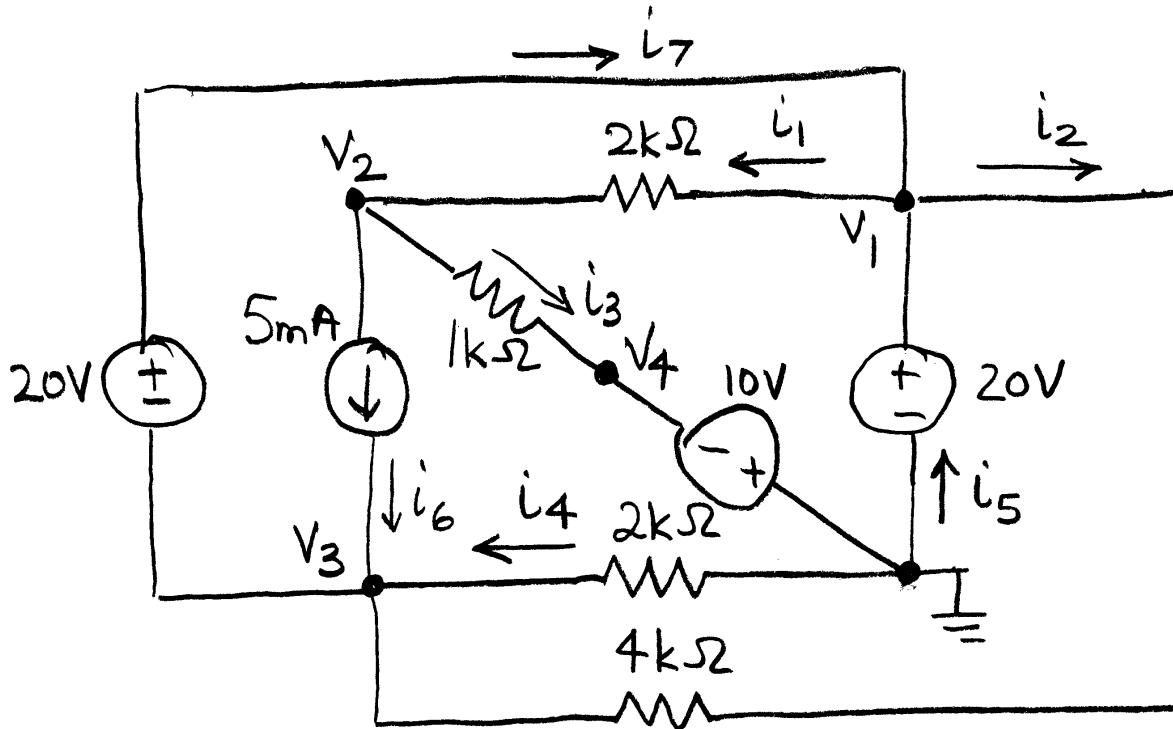 i7
2kΩ
i1
i2
V2
V1
5mA
i3
1kΩ
V4
20V
+
−
10V
−
+
+
−
20V
i6
i4
2kΩ
i5
V3
4kΩ